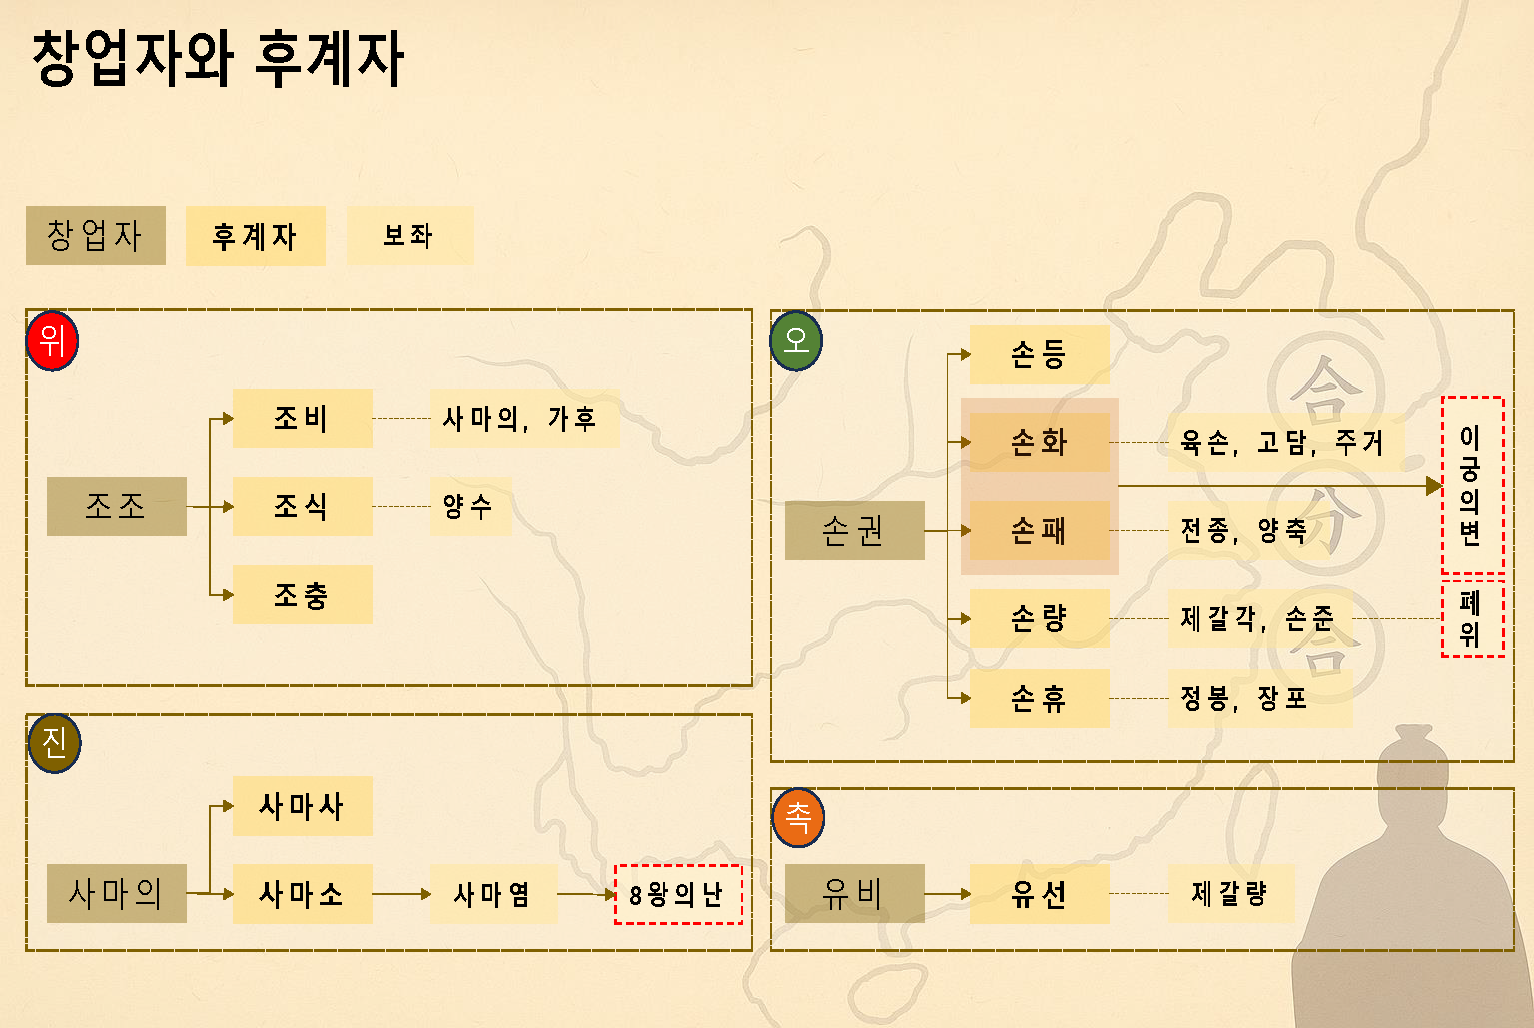 창업자와 후계자
창업자
후계자
보좌
위
조조
조비
사마의, 가후
조식
양수
조충
오
손권
손등
손화
육손, 고담, 주거
손패
전종, 양축
이궁의변
손량
제갈각, 손준
폐위
손휴
정봉, 장포
合
分
合
진
사마의
사마사
사마소
사마염
8왕의난
촉
유비
유선
제갈량